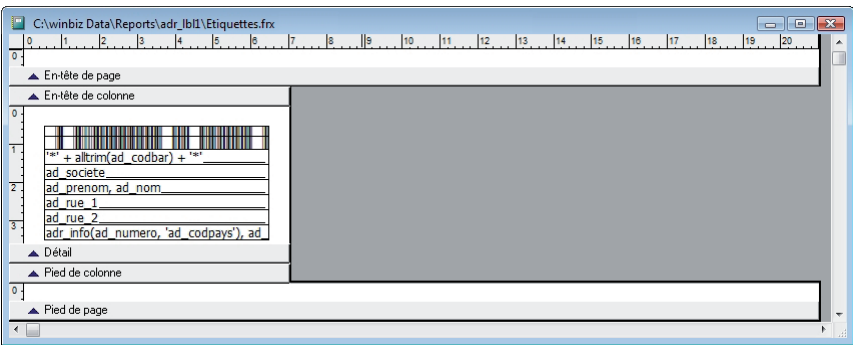 C:\winbiz Data\Reports\adr_lbl1\Etiquettes.frx
0 1 2 3 4 5 6 7 8 9 10 11 12 13 14 15 16 17 18 19 20
0
En-tête de page
En-tête de colonne
0
1
'*' + alltrim(ad_codbar) + '*'
ad_societe
2
ad_prenom, ad_nom
ad_rue_1
ad_rue_2
3
adr_info(ad_numero, 'ad_codpays'), ad_
Détail
Pied de colonne
0
Pied de page